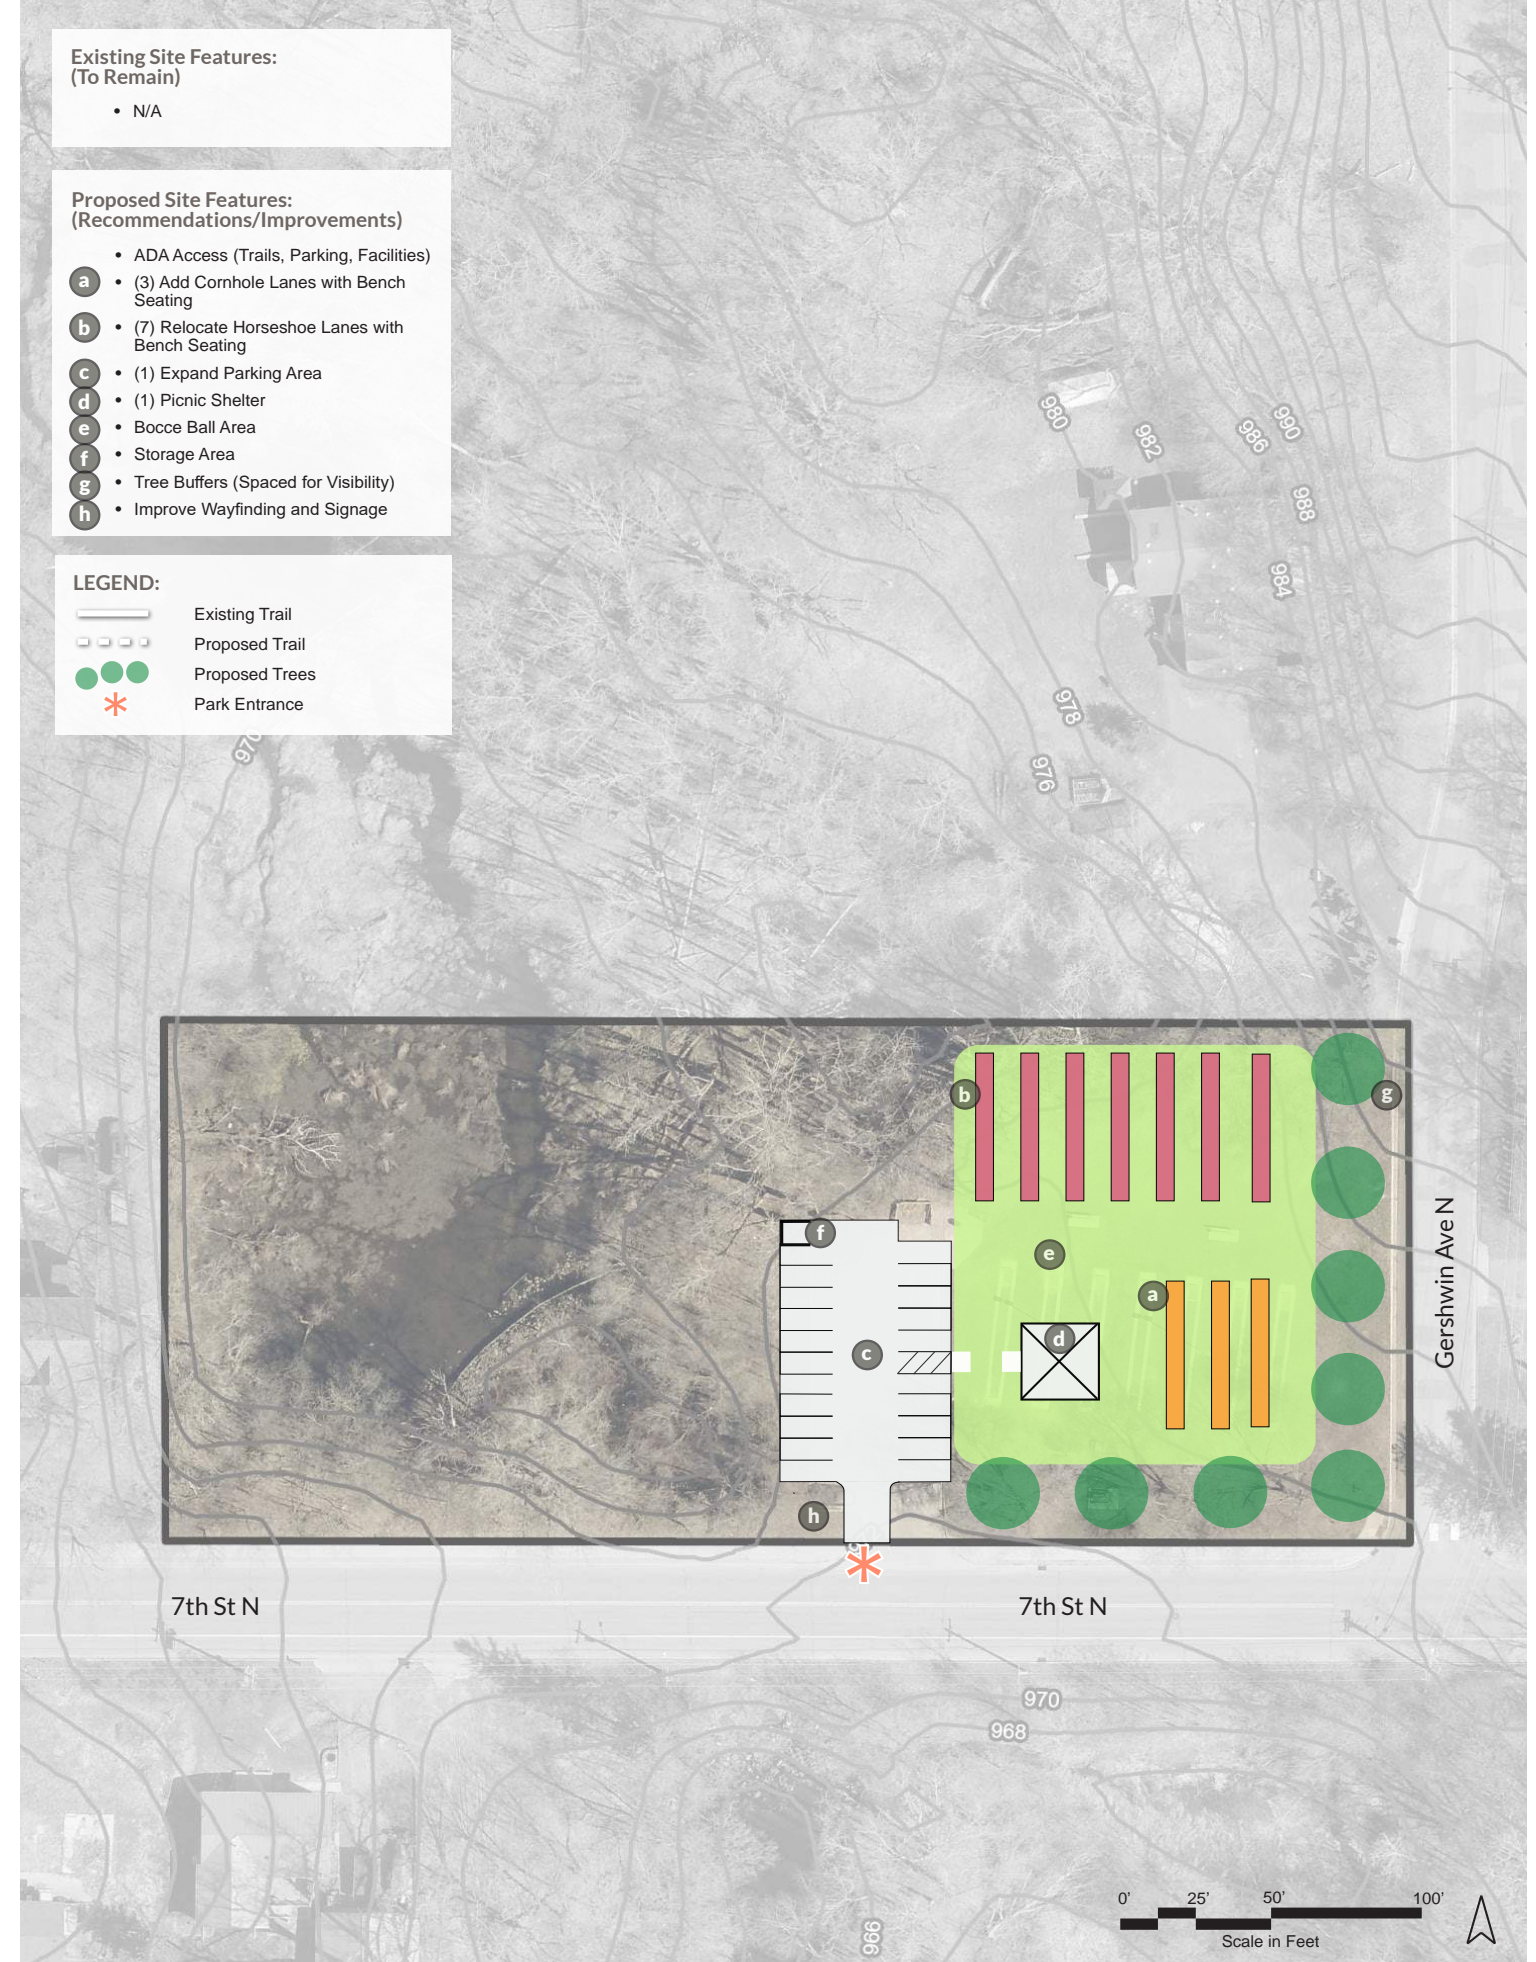 Existing Site Features:
(To Remain)
• N/A
Proposed Site Features:
(Recommendations/Improvements)
• ADA Access (Trails, Parking, Facilities)
a • (3) Add Cornhole Lanes with Bench
Seating
b • (7) Relocate Horseshoe Lanes with
Bench Seating
c • (1) Expand Parking Area
d • (1) Picnic Shelter
e • Bocce Ball Area
f • Storage Area
g • Tree Buffers (Spaced for Visibility)
h • Improve Wayfinding and Signage
LEGEND:
Existing Trail
Proposed Trail
Proposed Trees
Park Entrance
980
982
986
990
988
984
978
976
970
b
g
f
e
a
d
c
h
Gershwin Ave N
7th St N
7th St N
970
968
966
0' 25' 50' 100'
Scale in Feet